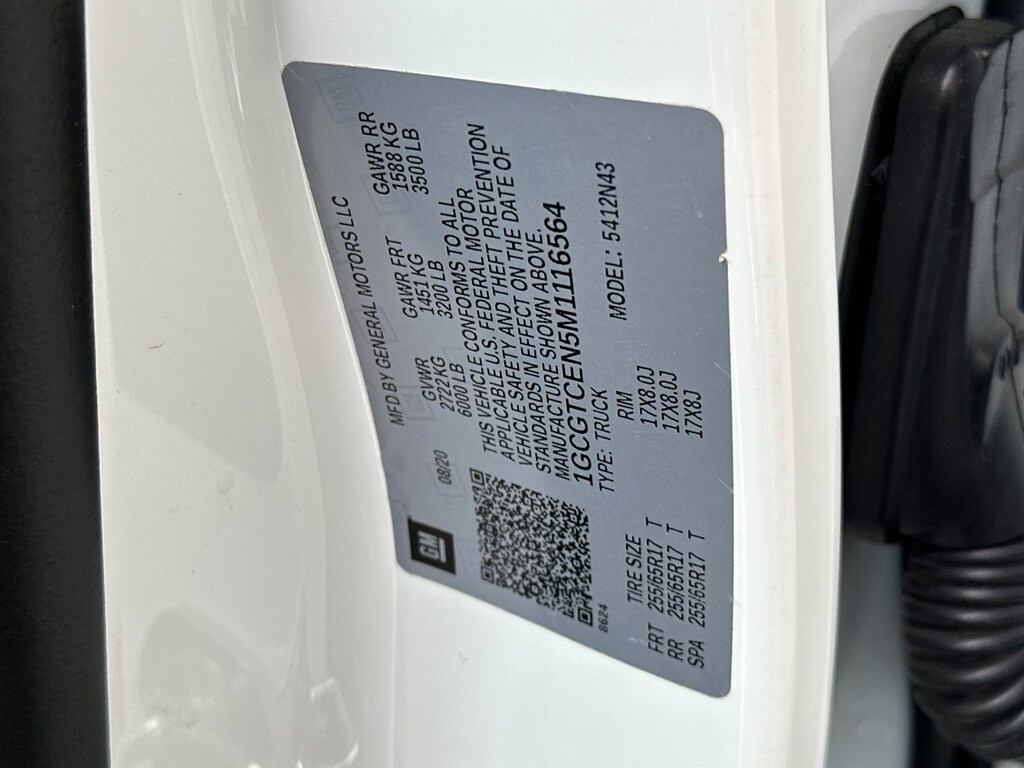 GM
08/20
MFD BY GENERAL MOTORS LLC
GVWR GAWR FRT GAWR RR
2722 KG 1451 KG 1588 KG
6000 LB 3200 LB 3500 LB
THIS VEHICLE CONFORMS TO ALL
APPLICABLE U.S. FEDERAL MOTOR
VEHICLE SAFETY AND THEFT PREVENTION
STANDARDS IN EFFECT ON THE DATE OF
MANUFACTURE SHOWN ABOVE.
1GCGTCEN5M1116564
TYPE: TRUCK MODEL: 5412N43
8624
TIRE SIZE RIM
FRT 255/65R17 T 17X8.0J
RR 255/65R17 T 17X8.0J
SPA 255/65R17 T 17X8J